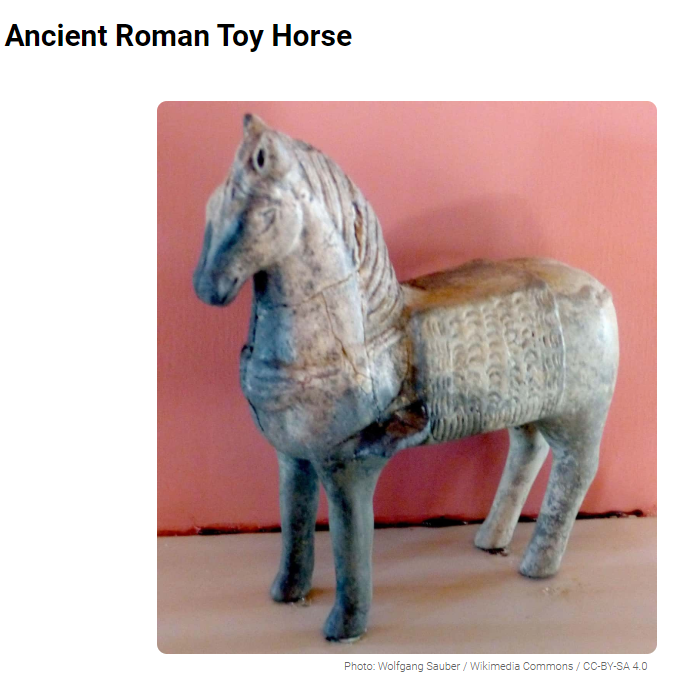 Ancient Roman Toy Horse
Photo: Wolfgang Sauber / Wikimedia Commons / CC-BY-SA 4.0